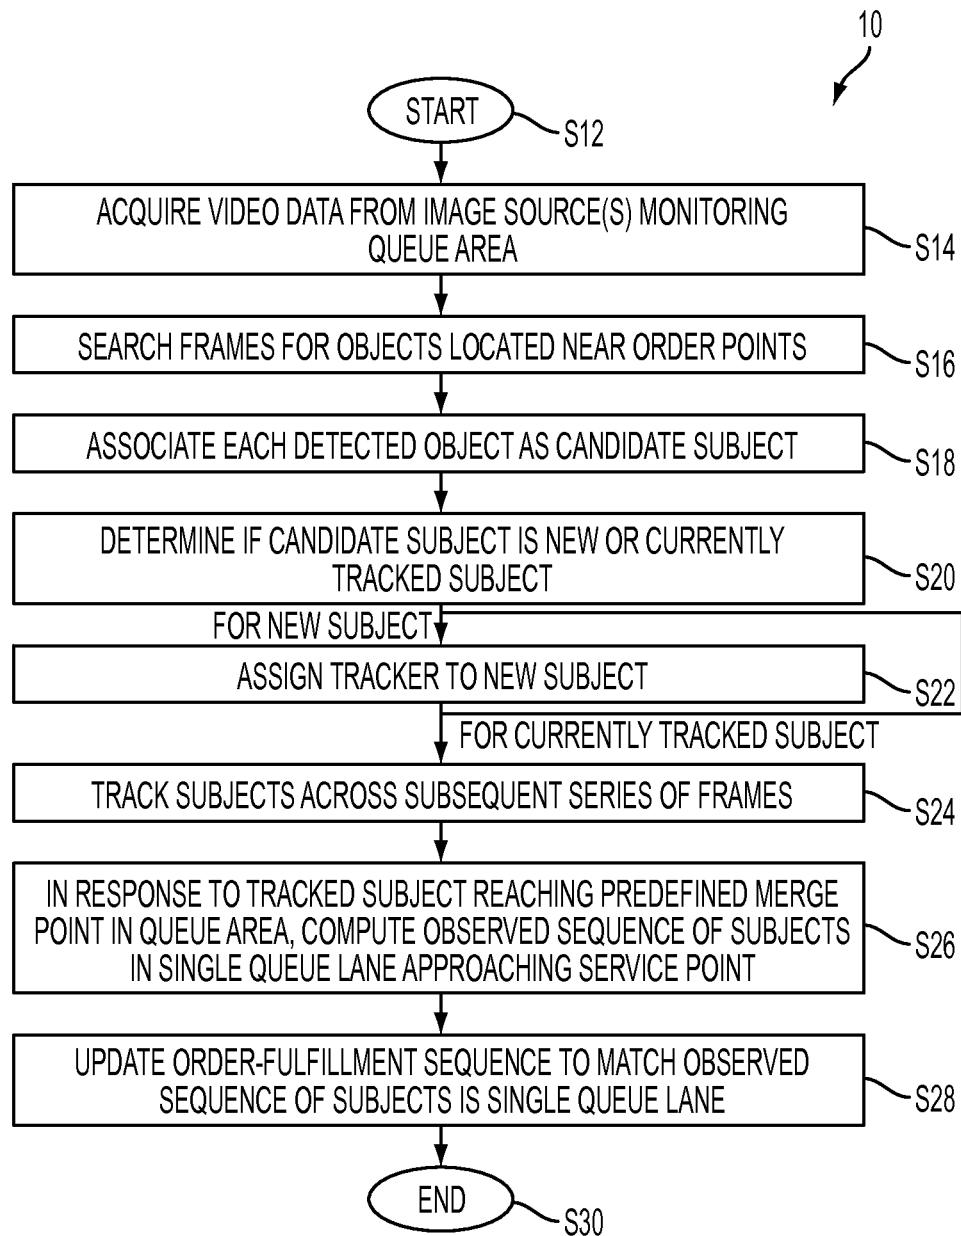 10
START
S12
ACQUIRE VIDEO DATA FROM IMAGE SOURCE(S) MONITORING
QUEUE AREA
S14
SEARCH FRAMES FOR OBJECTS LOCATED NEAR ORDER POINTS
S16
ASSOCIATE EACH DETECTED OBJECT AS CANDIDATE SUBJECT
S18
DETERMINE IF CANDIDATE SUBJECT IS NEW OR CURRENTLY
TRACKED SUBJECT
S20
FOR NEW SUBJECT
ASSIGN TRACKER TO NEW SUBJECT
S22
FOR CURRENTLY TRACKED SUBJECT
TRACK SUBJECTS ACROSS SUBSEQUENT SERIES OF FRAMES
S24
IN RESPONSE TO TRACKED SUBJECT REACHING PREDEFINED MERGE
POINT IN QUEUE AREA, COMPUTE OBSERVED SEQUENCE OF SUBJECTS
IN SINGLE QUEUE LANE APPROACHING SERVICE POINT
S26
UPDATE ORDER-FULFILLMENT SEQUENCE TO MATCH OBSERVED
SEQUENCE OF SUBJECTS IS SINGLE QUEUE LANE
S28
END
S30